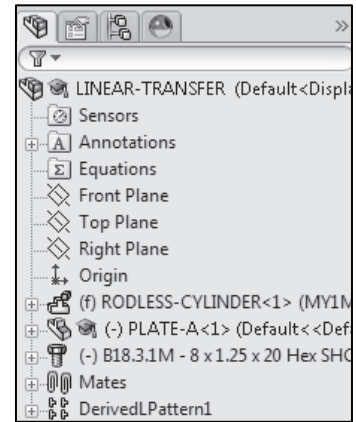 »
LINEAR-TRANSFER (Default<Displa
Sensors
A Annotations
Σ Equations
Front Plane
Top Plane
Right Plane
Origin
(f) RODLESS-CYLINDER<1> (MY1M
(-) PLATE-A<1> (Default<<Defa
(-) B18.3.1M - 8 x 1.25 x 20 Hex SHC
Mates
DerivedLPattern1